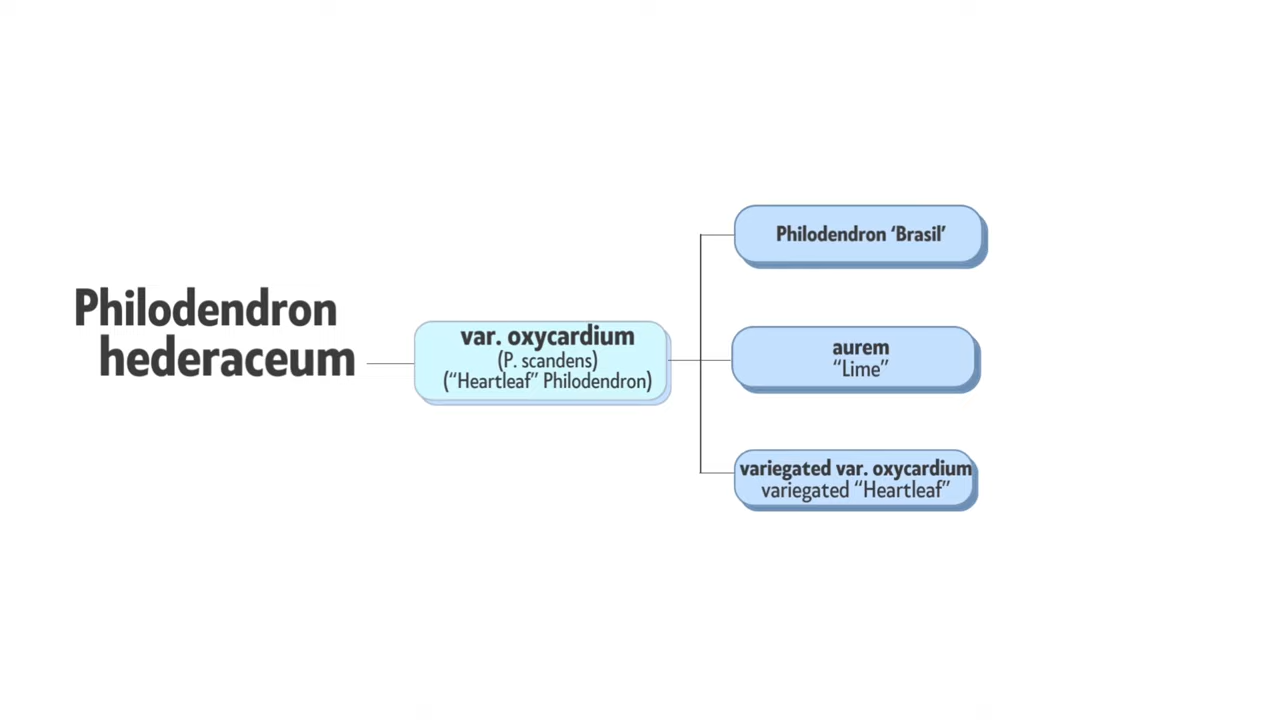 Philodendron
hederaceum
var. oxycardium
(P. scandens)
(“Heartleaf” Philodendron)
Philodendron ‘Brasil’
aurem
“Lime”
variegated var. oxycardium
variegated “Heartleaf”